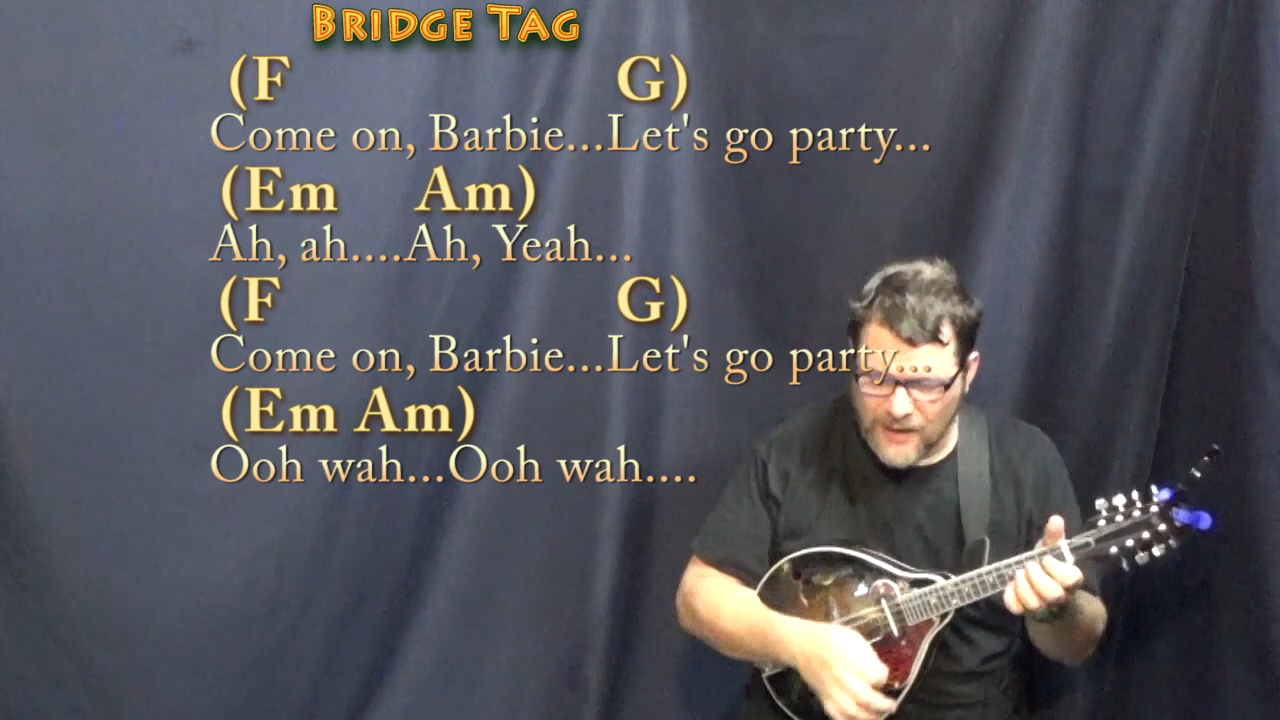 Bridge Tag
(F G)
Come on, Barbie...Let's go party...
(Em Am)
Ah, ah....Ah, Yeah...
(F G)
Come on, Barbie...Let's go party...
(Em Am)
Ooh wah...Ooh wah....